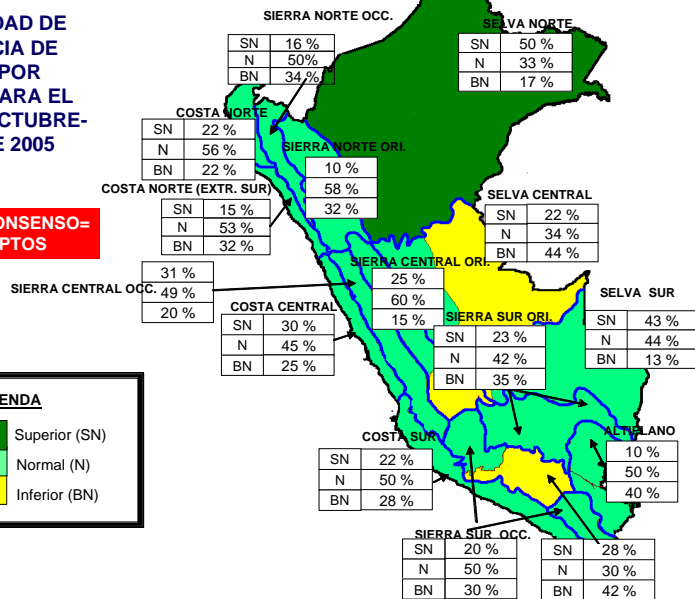 DAD DE
CIA DE
POR
ARA EL
CTUBRE-
E 2005
ONSENSO=
PTOS
SIERRA NORTE OCC.
SN 16 %
N 50%
BN 34 %
SELVA NORTE
SN 50 %
N 33 %
BN 17 %
COSTA NORTE
SN 22 %
N 56 %
BN 22 %
SIERRA NORTE ORI.
10 %
58 %
32 %
COSTA NORTE (EXTR. SUR)
SN 15 %
N 53 %
BN 32 %
SELVA CENTRAL
SN 22 %
N 34 %
BN 44 %
SIERRA CENTRAL OCC.
31 %
49 %
20 %
SIERRA CENTRAL ORI.
25 %
60 %
15 %
COSTA CENTRAL
SN 30 %
N 45 %
BN 25 %
SIERRA SUR ORI.
SN 23 %
N 42 %
BN 35 %
SELVA SUR
SN 43 %
N 44 %
BN 13 %
ENDA
Superior (SN)
Normal (N)
Inferior (BN)
COSTA SUR
SN 22 %
N 50 %
BN 28 %
ALTIPLANO
10 %
50 %
40 %
SIERRA SUR OCC.
SN 20 %
N 50 %
BN 30 %
SN 28 %
N 30 %
BN 42 %